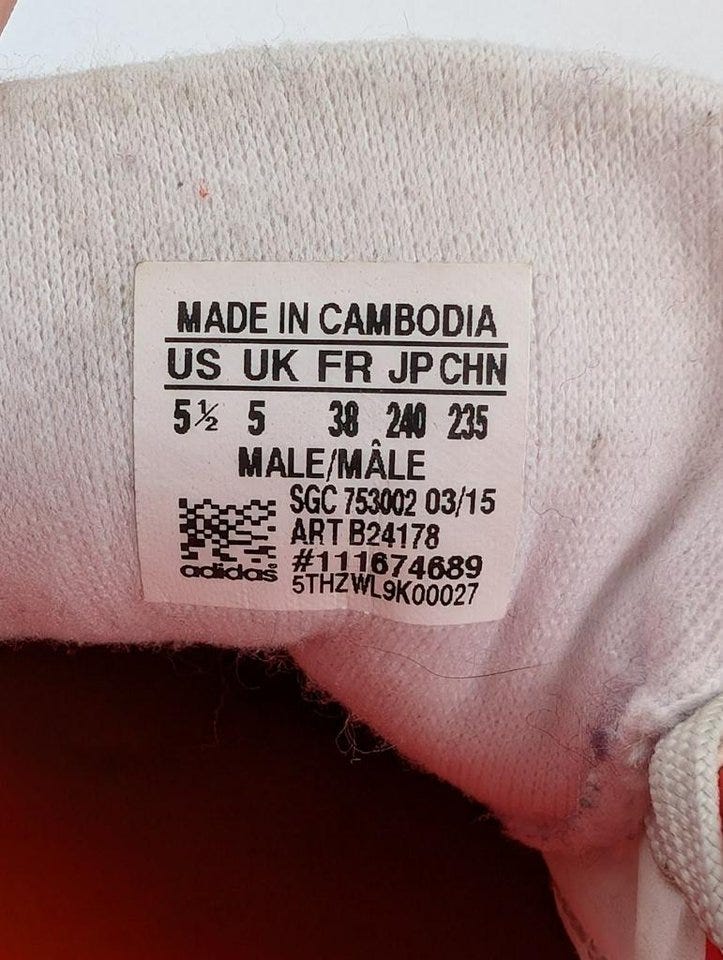 MADE IN CAMBODIA
US UK FR JP CHN
5½ 5 38 240 235
MALE/MÂLE
SGC 753002 03/15
ART B24178
#111674689
adidas® 5THZWL9K00027